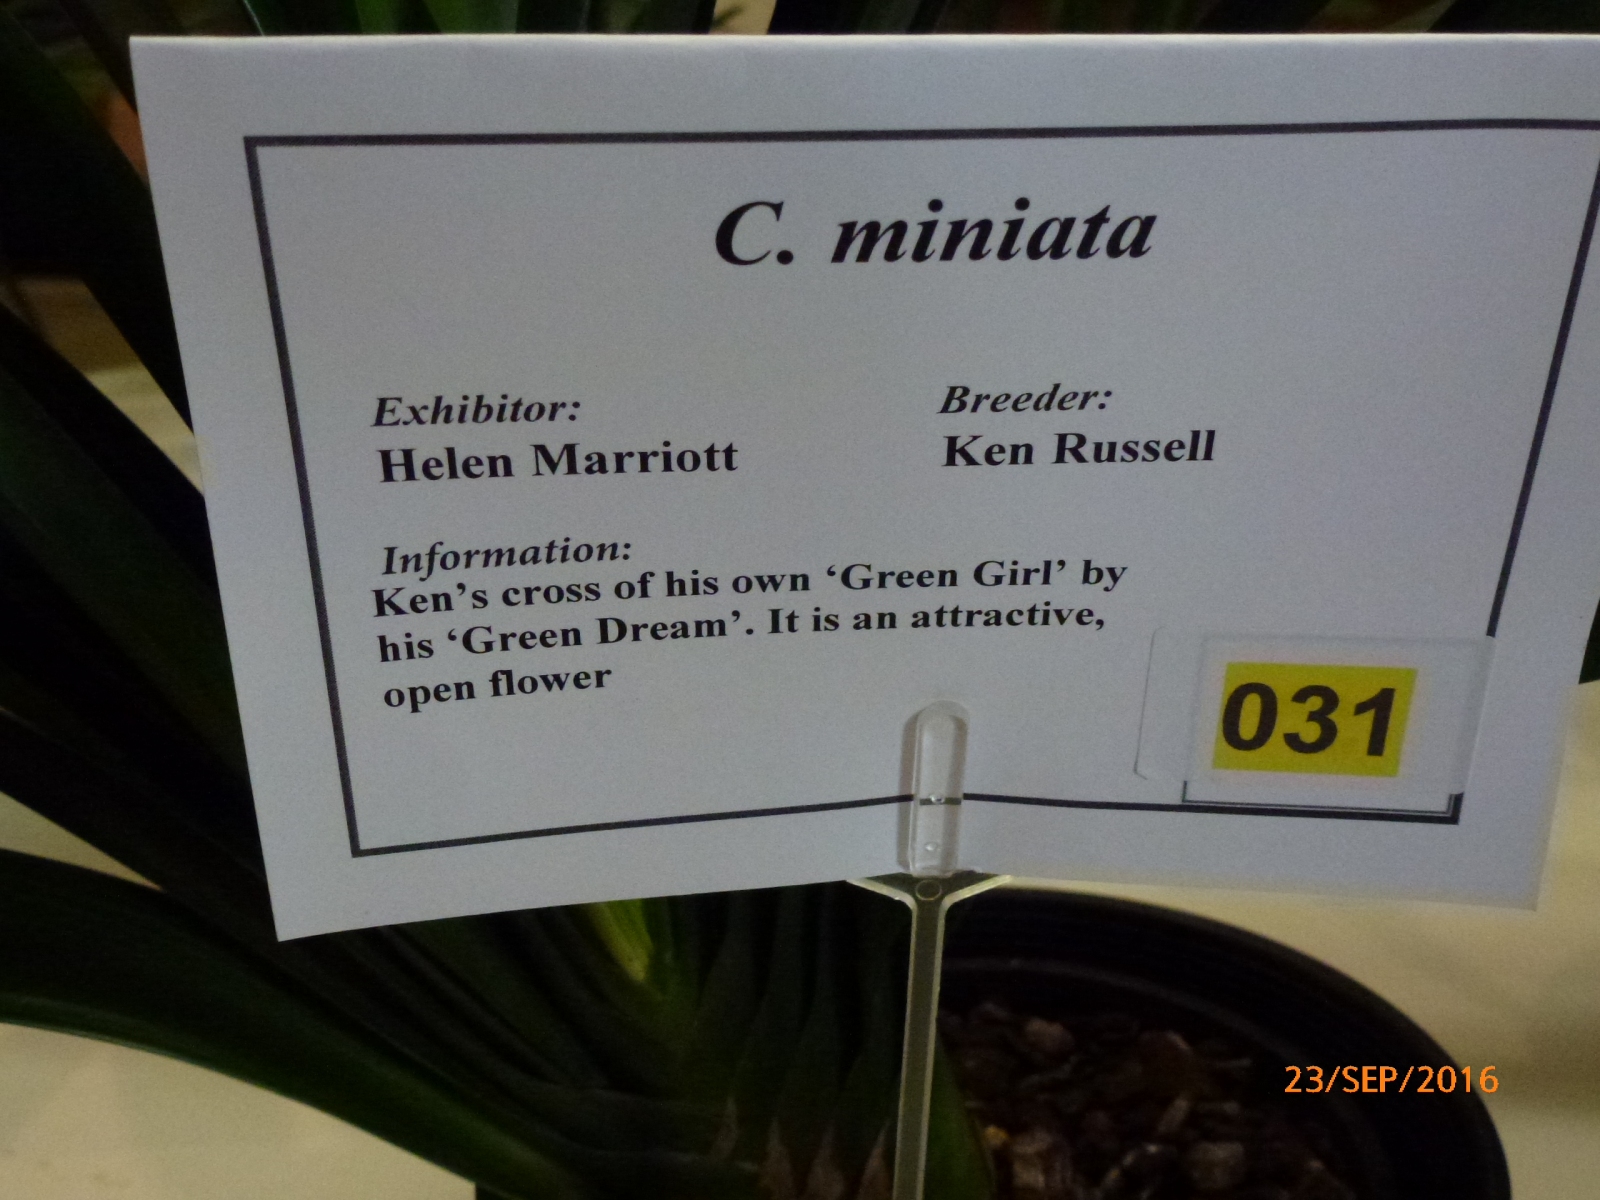 C. miniata
Exhibitor:
Helen Marriott
Breeder:
Ken Russell
Information:
Ken's cross of his own ‘Green Girl’ by
his ‘Green Dream’. It is an attractive,
open flower
031
23/SEP/2016